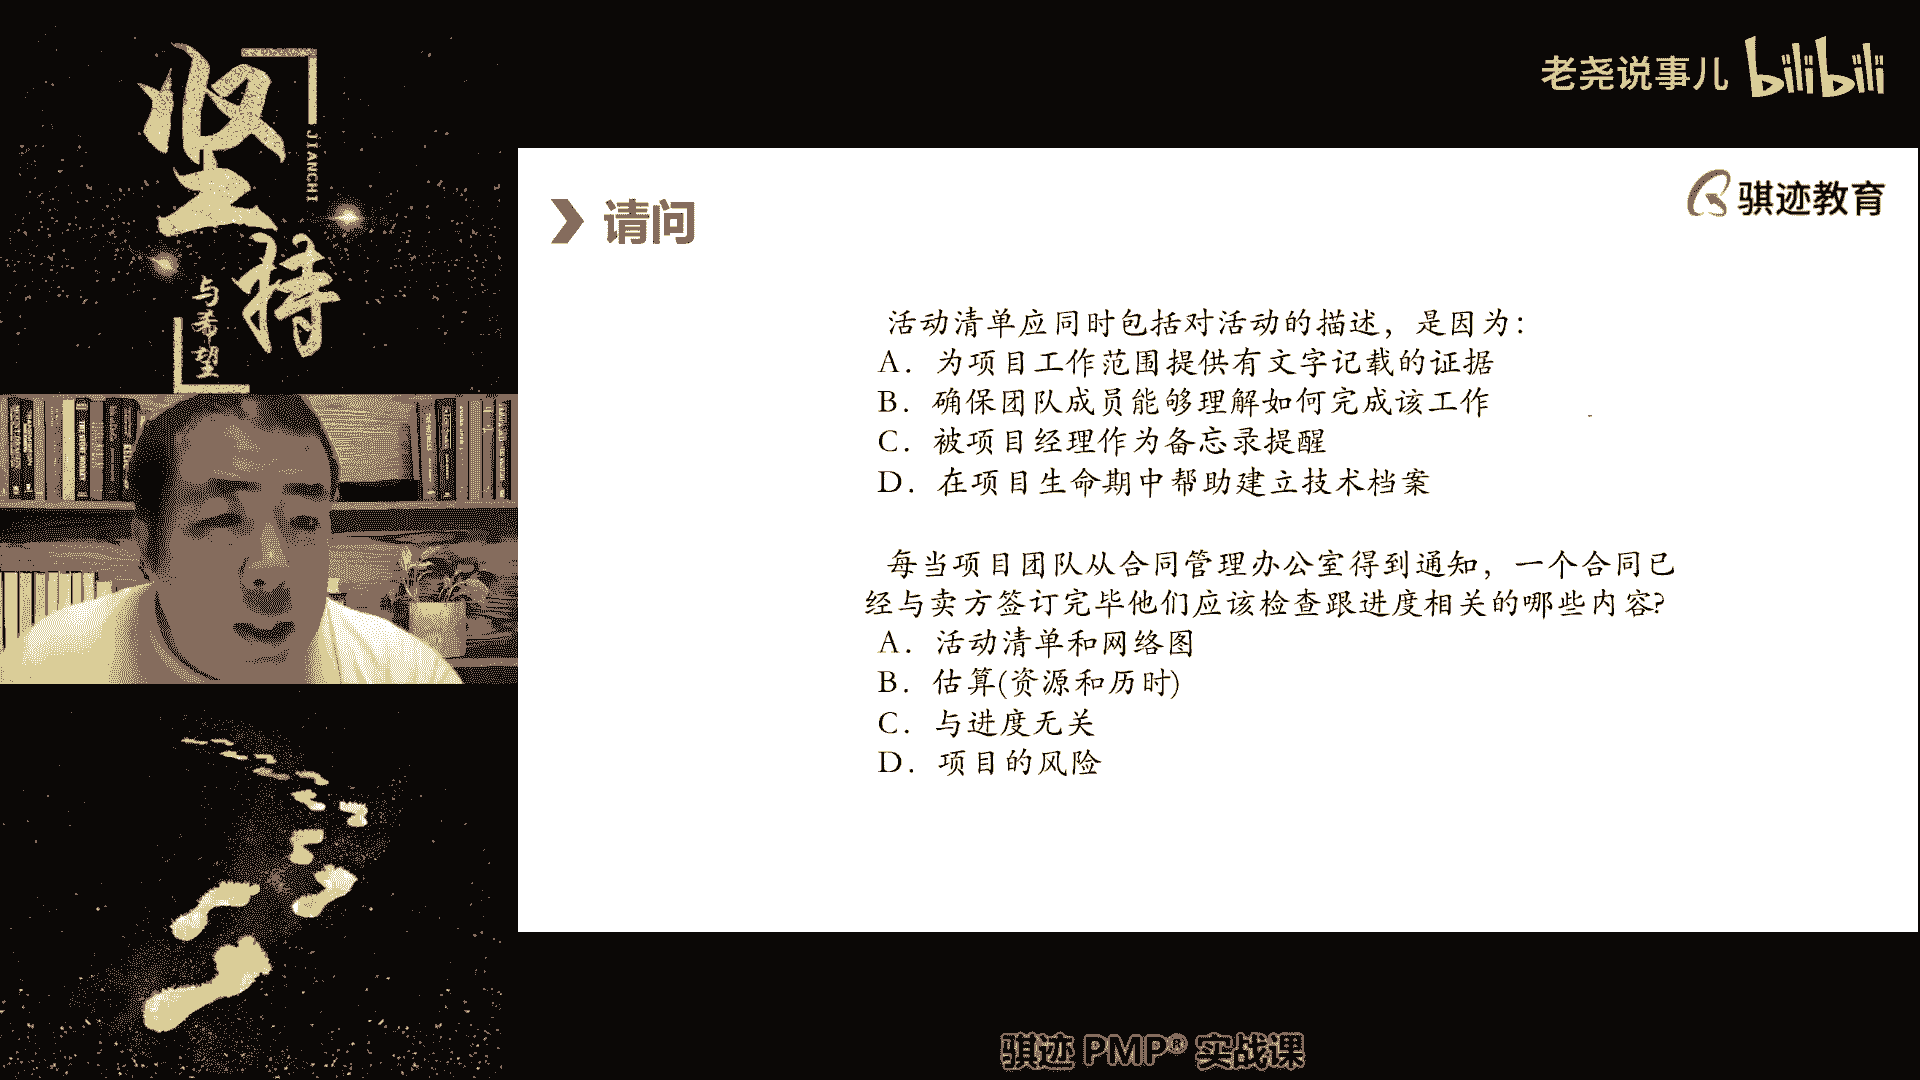 坚持
JIANCHI
与希望
老尧说事儿 bilibili
骐迹教育
请问
活动清单应同时包括对活动的描述，是因为：
A．为项目工作范围提供有文字记载的证据
B．确保团队成员能够理解如何完成该工作
C．被项目经理作为备忘录提醒
D．在项目生命期中帮助建立技术档案
每当项目团队从合同管理办公室得到通知，一个合同已
经与卖方签订完毕他们应该检查跟进度相关的哪些内容?
A．活动清单和网络图
B．估算(资源和历时)
C．与进度无关
D．项目的风险
骐迹 PMP® 实战课